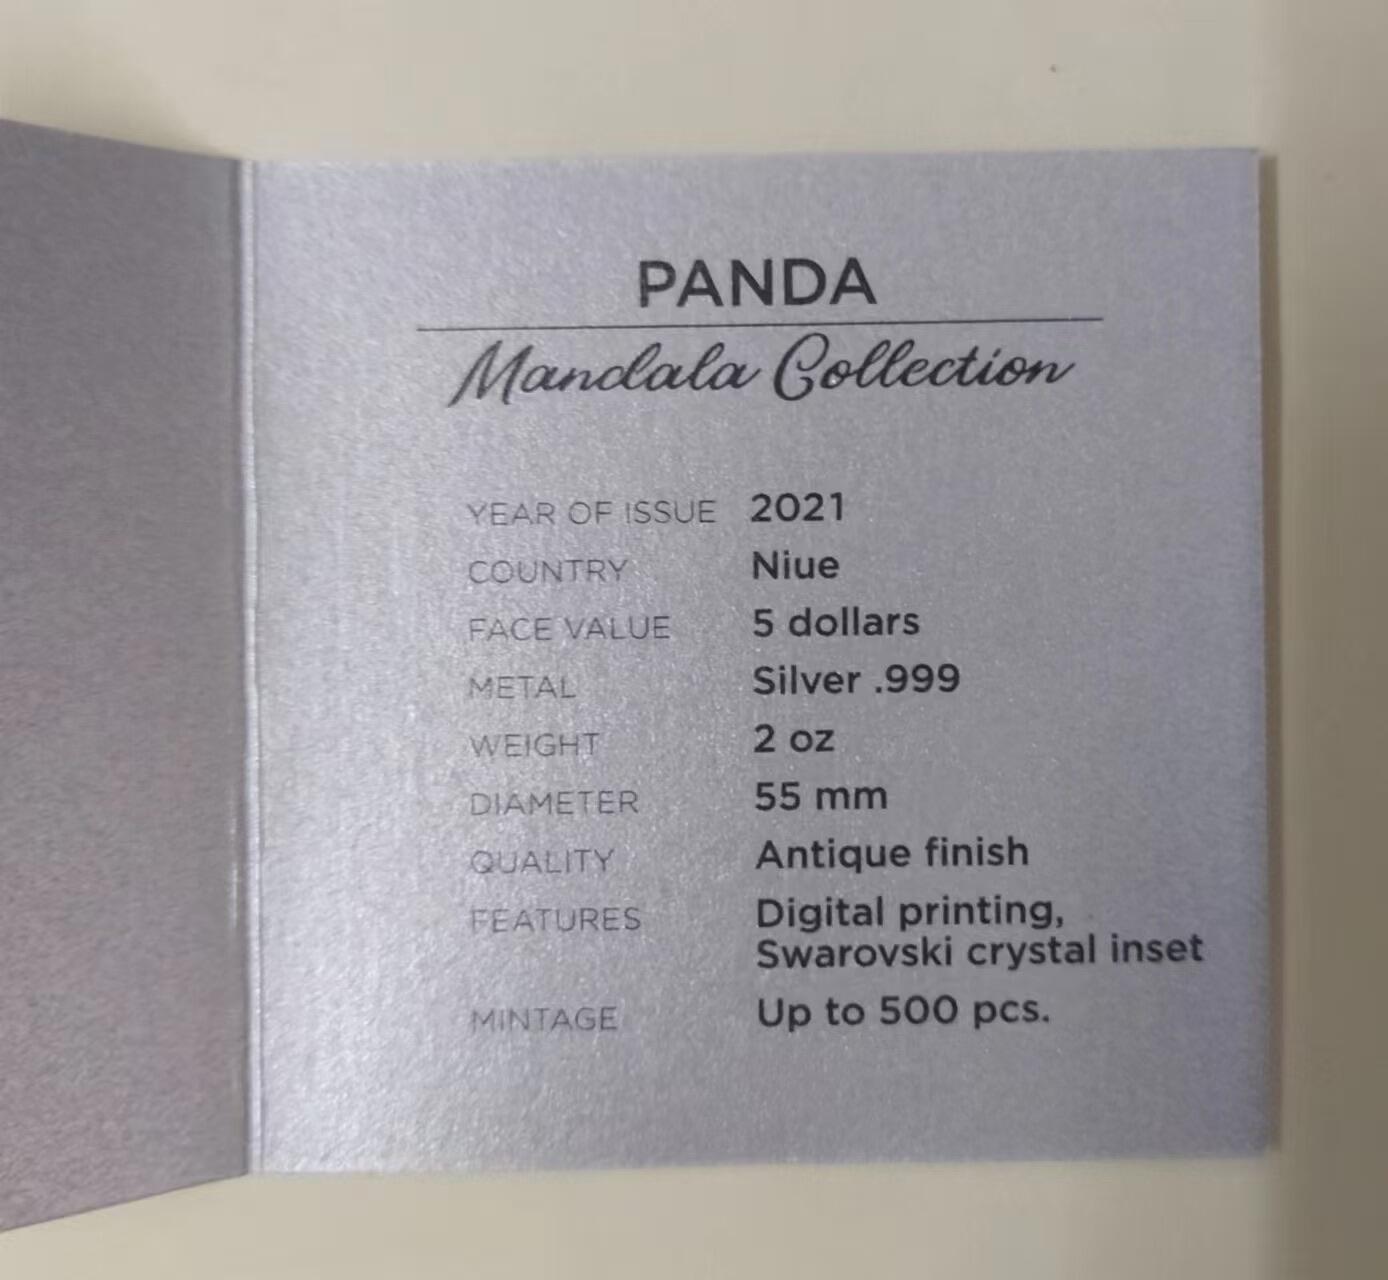 PANDA
Mandala Collection
YEAR OF ISSUE 2021
COUNTRY Niue
FACE VALUE 5 dollars
METAL Silver .999
WEIGHT 2 oz
DIAMETER 55 mm
QUALITY Antique finish
FEATURES Digital printing,
Swarovski crystal inset
MINTAGE Up to 500 pcs.